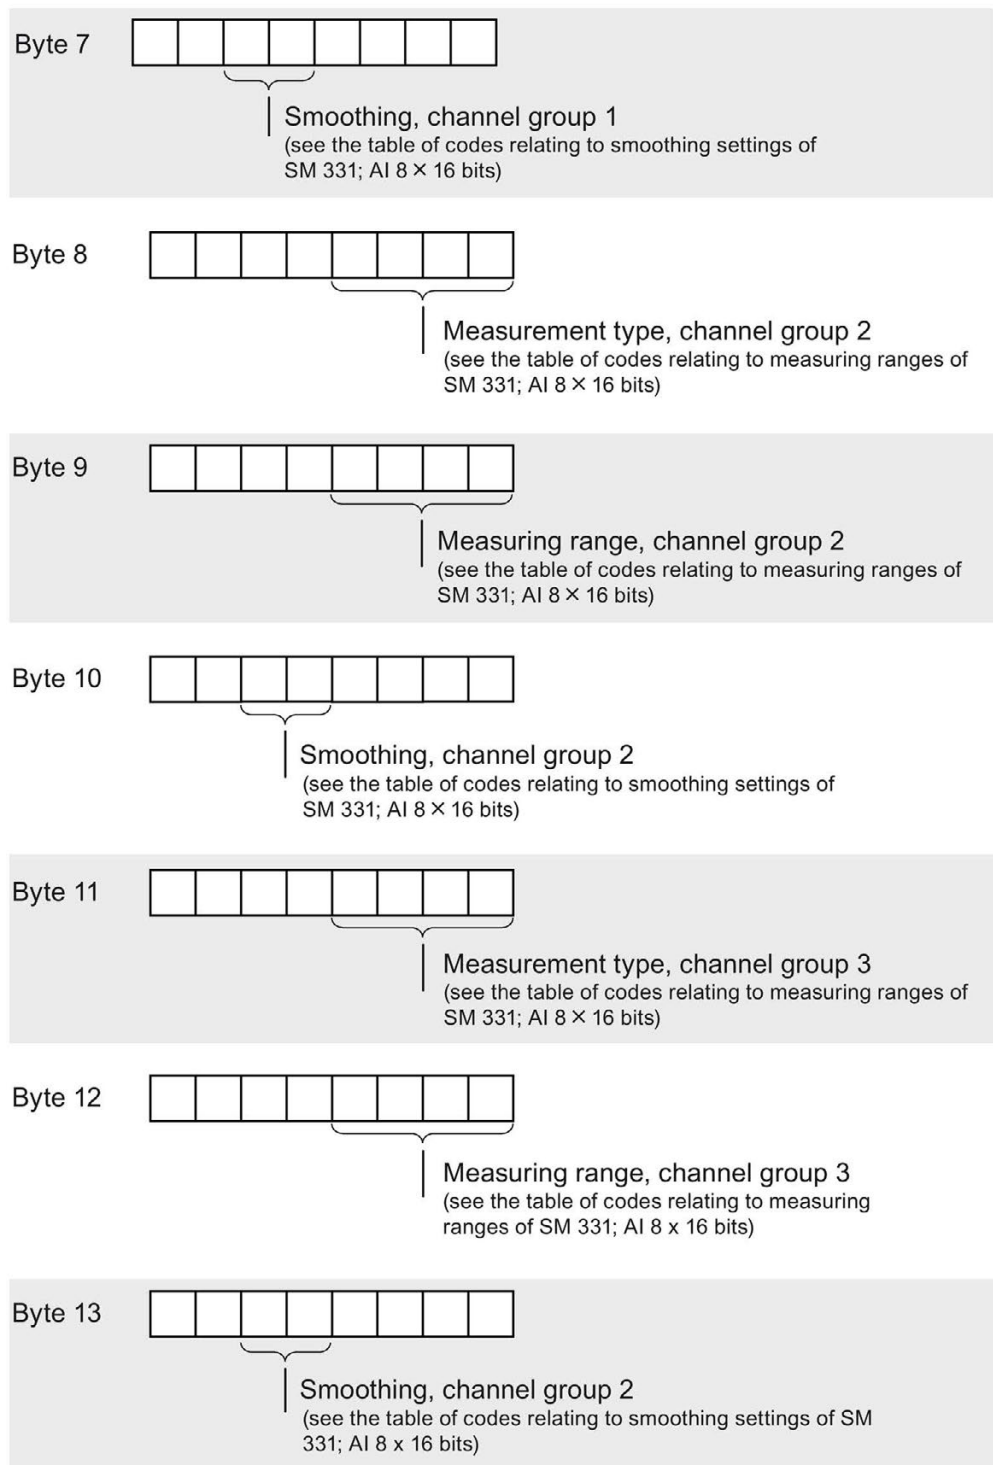 Byte 7
Smoothing, channel group 1
(see the table of codes relating to smoothing settings of
SM 331; AI 8 × 16 bits)
Byte 8
Measurement type, channel group 2
(see the table of codes relating to measuring ranges of
SM 331; AI 8 × 16 bits)
Byte 9
Measuring range, channel group 2
(see the table of codes relating to measuring ranges of
SM 331; AI 8 × 16 bits)
Byte 10
Smoothing, channel group 2
(see the table of codes relating to smoothing settings of
SM 331; AI 8 × 16 bits)
Byte 11
Measurement type, channel group 3
(see the table of codes relating to measuring ranges of
SM 331; AI 8 × 16 bits)
Byte 12
Measuring range, channel group 3
(see the table of codes relating to measuring
ranges of SM 331; AI 8 x 16 bits)
Byte 13
Smoothing, channel group 2
(see the table of codes relating to smoothing settings of SM
331; AI 8 x 16 bits)